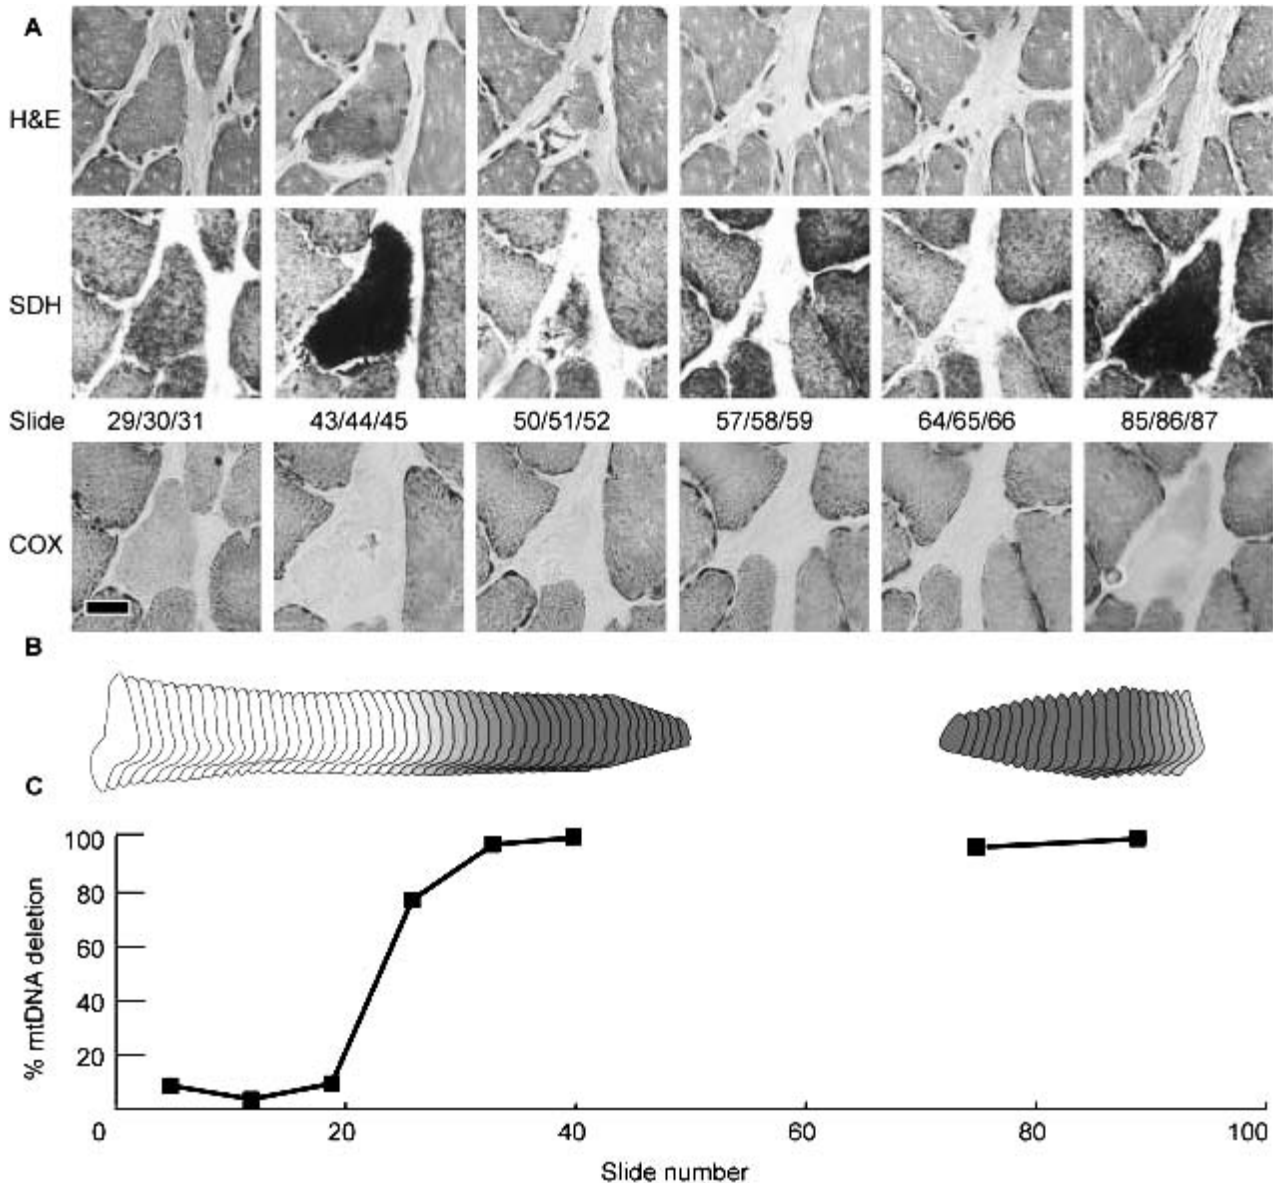 A
H&E
SDH
Slide 29/30/31 43/44/45 50/51/52 57/58/59 64/65/66 85/86/87
COX
B
C
% mtDNA deletion
100
80
60
40
20
0 20 40 60 80 100
Slide number